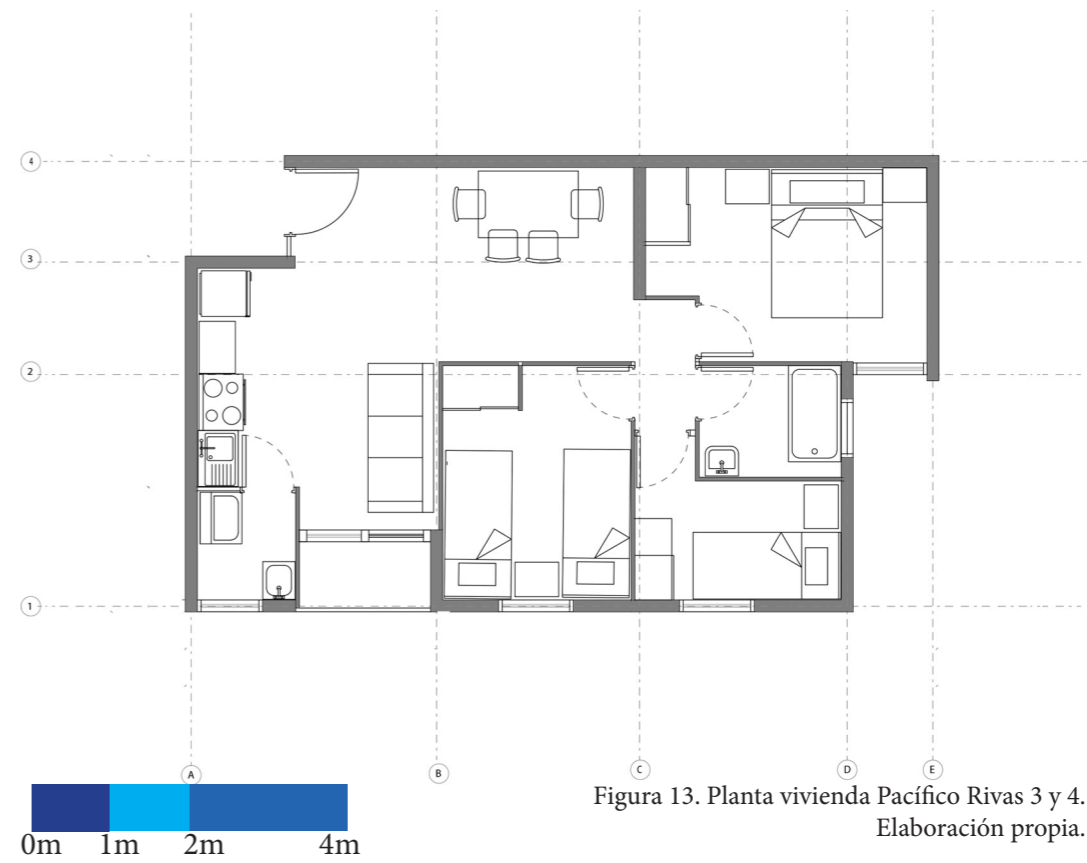 4
3
2
1
A B C D E
0m 1m 2m 4m
Figura 13. Planta vivienda Pacífico Rivas 3 y 4.
Elaboración propia.